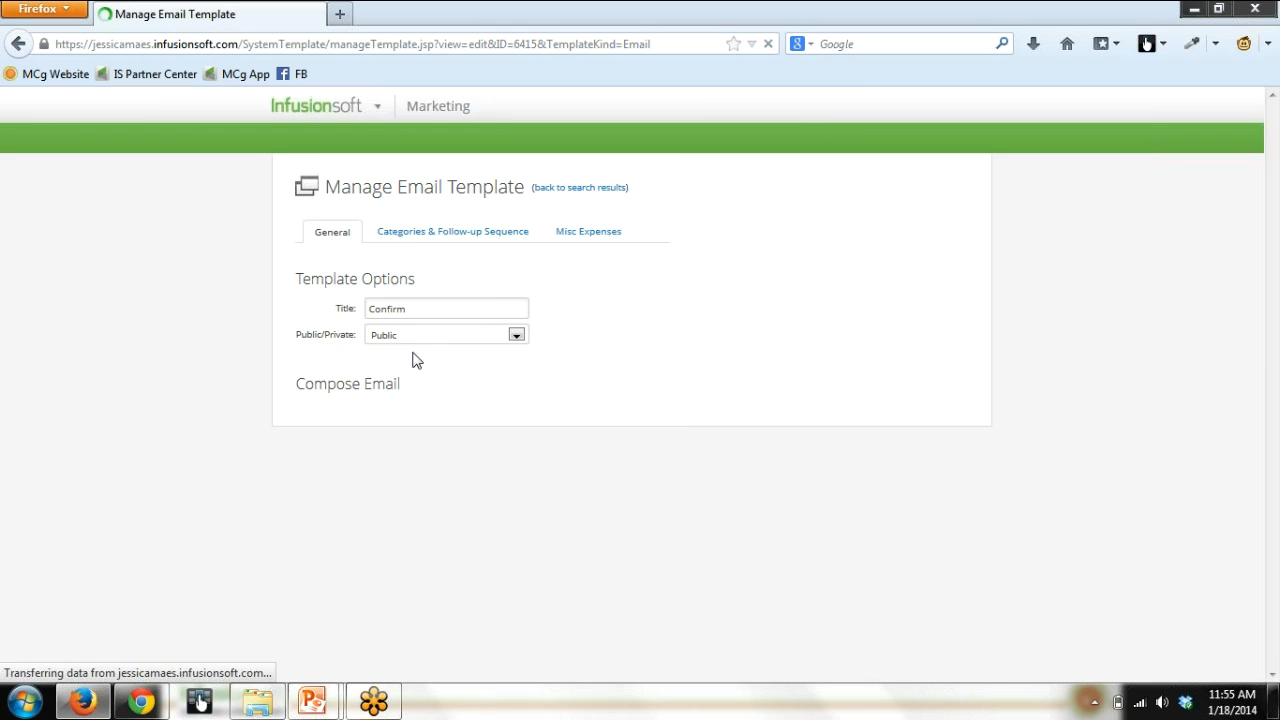 Firefox
Manage Email Template
https://jessicamaes.infusionsoft.com/SystemTemplate/manageTemplate.jsp?view=edit&ID=6415&TemplateKind=Email
Google
MCg Website
IS Partner Center
MCg App
FB
Infusionsoft
Marketing
Manage Email Template (back to search results)
General
Categories & Follow-up Sequence
Misc Expenses
Template Options
Title: Confirm
Public/Private: Public
Compose Email
Transferring data from jessicamaes.infusionsoft.com...
11:55 AM
1/18/2014